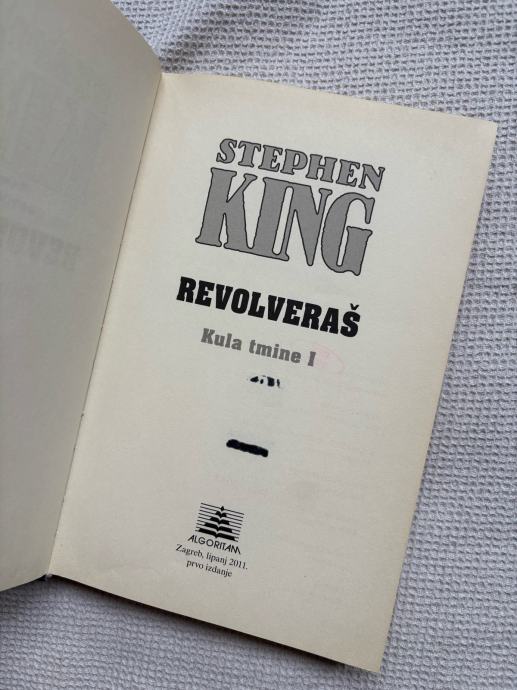 STEPHEN
KING
REVOLVERAŠ
Kula tmine I
ALGORITAM
Zagreb, lipanj 2011.
prvo izdanje